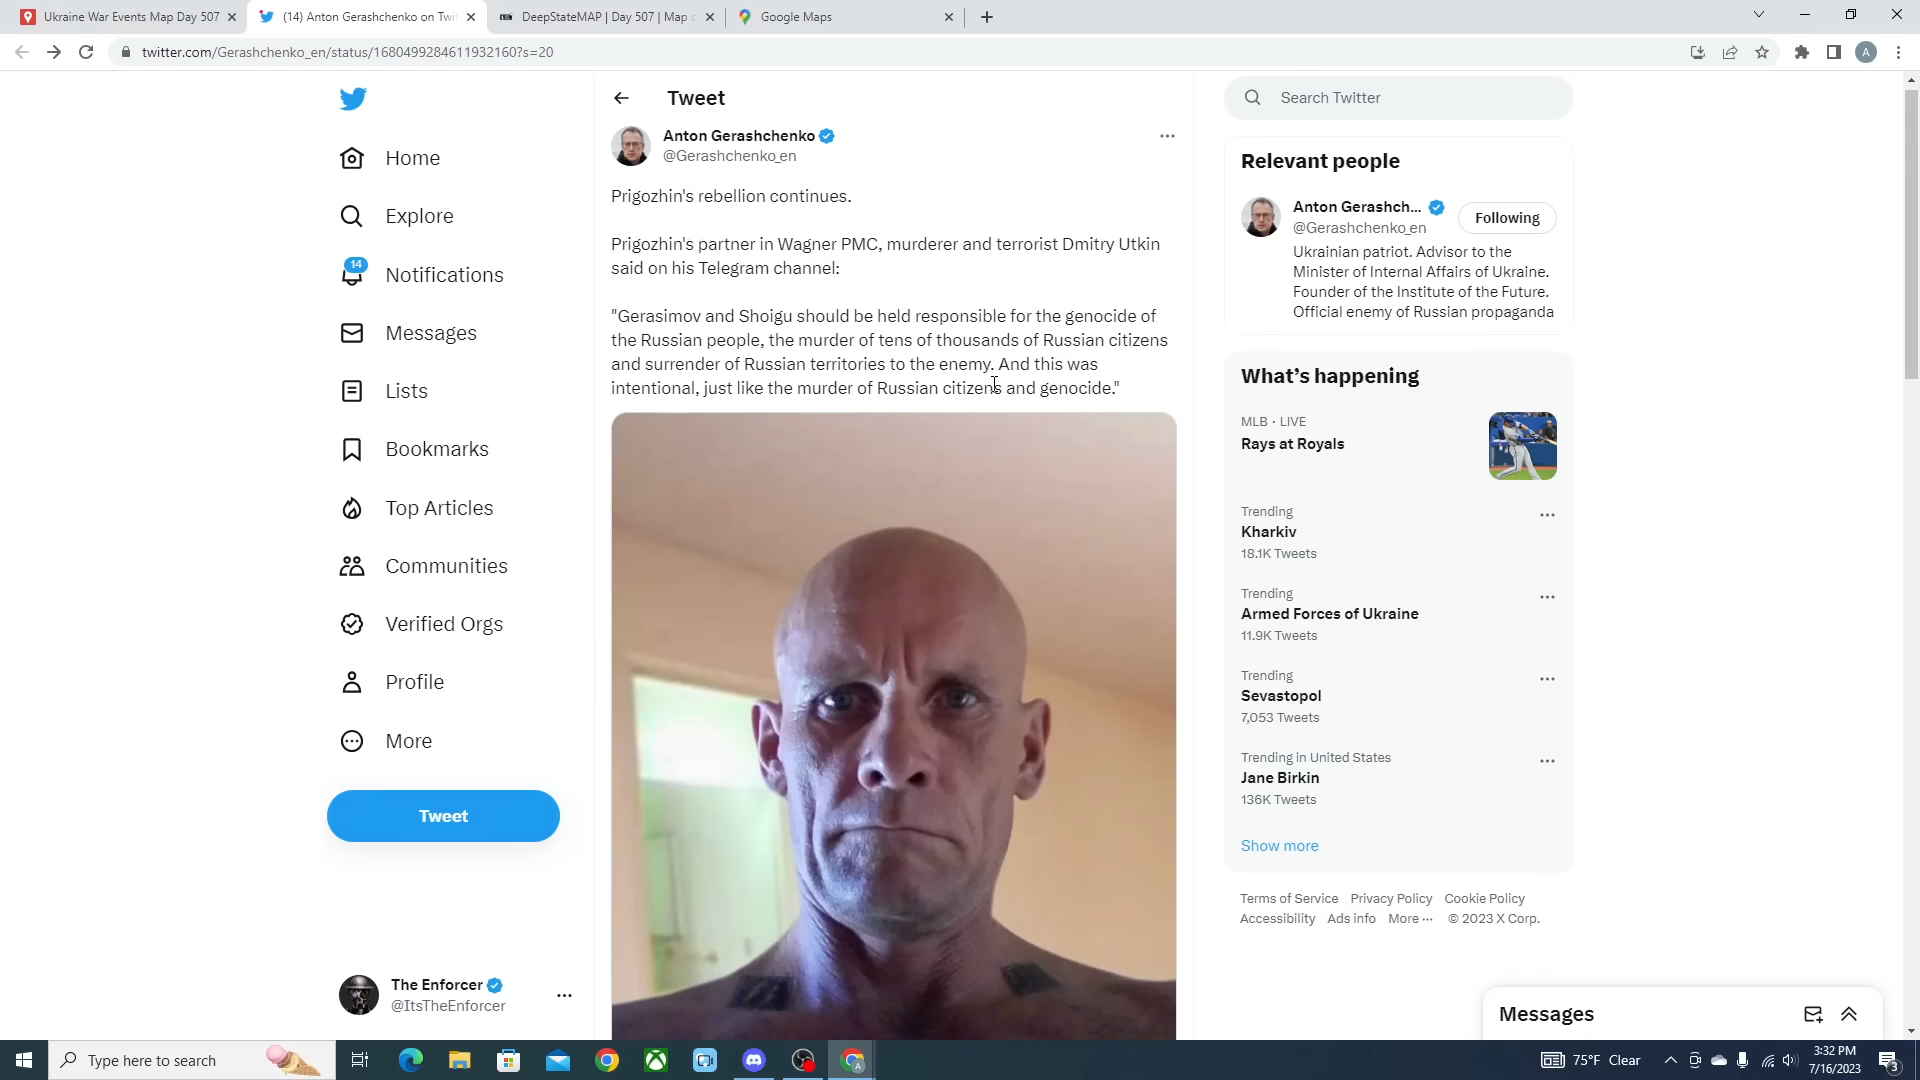 Ukraine War Events Map Day 507
(14) Anton Gerashchenko on Twi
DeepStateMAP | Day 507 | Map
Google Maps
twitter.com/Gerashchenko_en/status/1680499284611932160?s=20
A
Home
Explore
14
Notifications
Messages
Lists
Bookmarks
Top Articles
Communities
Verified Orgs
Profile
More
Tweet
The Enforcer
@ItsTheEnforcer
Tweet
Anton Gerashchenko
@Gerashchenko_en
Prigozhin's rebellion continues.
Prigozhin's partner in Wagner PMC, murderer and terrorist Dmitry Utkin
said on his Telegram channel:
"Gerasimov and Shoigu should be held responsible for the genocide of
the Russian people, the murder of tens of thousands of Russian citizens
and surrender of Russian territories to the enemy. And this was
intentional, just like the murder of Russian citizens and genocide."
Search Twitter
Relevant people
Anton Gerashch...
@Gerashchenko_en
Following
Ukrainian patriot. Advisor to the
Minister of Internal Affairs of Ukraine.
Founder of the Institute of the Future.
Official enemy of Russian propaganda
What's happening
MLB · LIVE
Rays at Royals
Trending
Kharkiv
18.1K Tweets
Trending
Armed Forces of Ukraine
11.9K Tweets
Trending
Sevastopol
7,053 Tweets
Trending in United States
Jane Birkin
136K Tweets
Show more
Terms of Service Privacy Policy Cookie Policy
Accessibility Ads info More ··· © 2023 X Corp.
Messages
Type here to search
75°F Clear
3:32 PM
7/16/2023
3